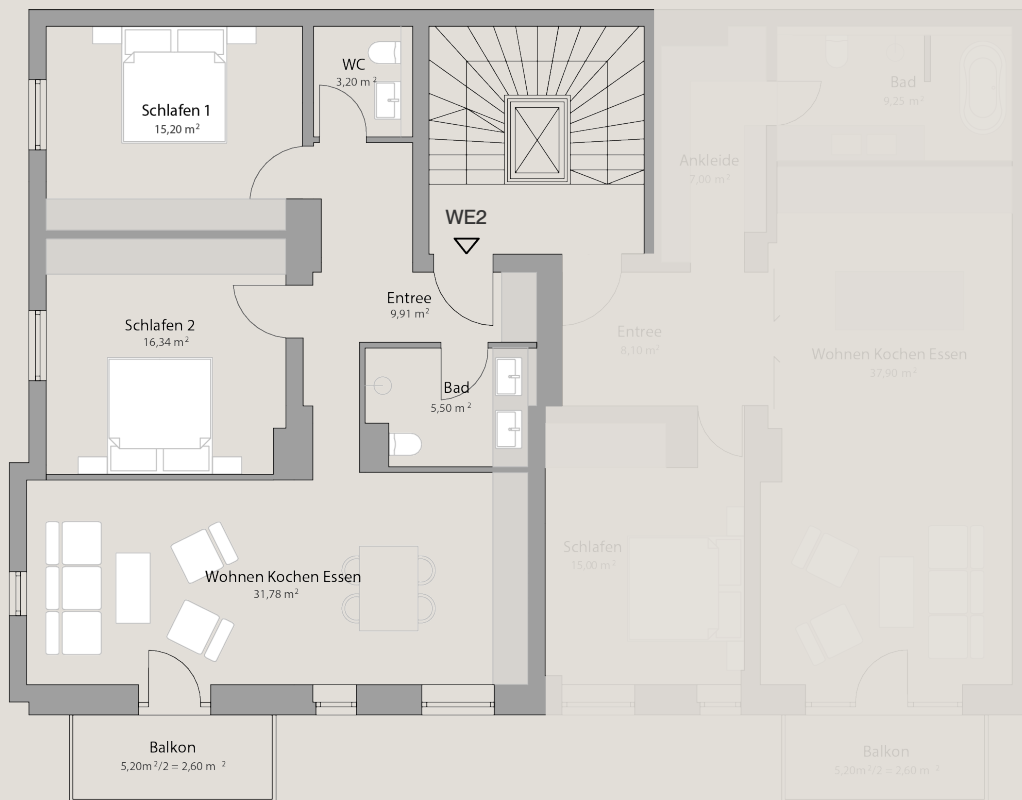 WC
3,20 m²
Schlafen 1
15,20 m²
WE2
Entree
9,91 m²
Schlafen 2
16,34 m²
Bad
5,50 m²
Wohnen Kochen Essen
31,78 m²
Balkon
5,20m²/2 = 2,60 m²
Bad
9,25 m²
Ankleide
7,00 m²
Entree
8,10 m²
Wohnen Kochen Essen
37,90 m²
Schlafen
15,00 m²
Balkon
5,20m²/2 = 2,60 m²